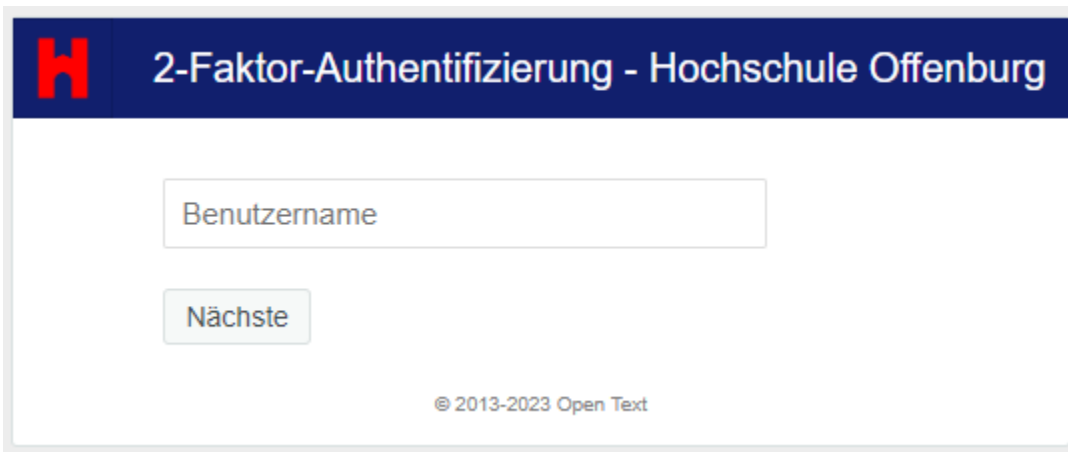 2-Faktor-Authentifizierung - Hochschule Offenburg
Benutzername
Nächste
© 2013-2023 Open Text